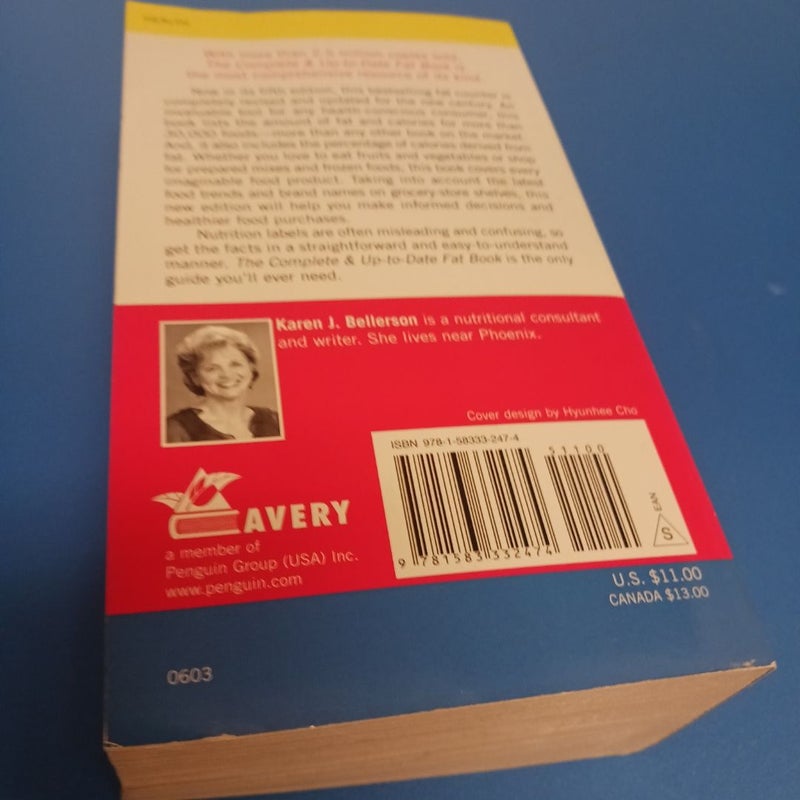 HEALTH
With more than 2.5 million copies sold,
The Complete & Up-to-Date Fat Book is
the most comprehensive resource of its kind.
Now in its fifth edition, this bestselling fat counter is
completely revised and updated for the new century. An
invaluable tool for any health-conscious consumer, this
book lists the amount of fat and calories for more than
30,000 foods—more than any other book on the market.
And, it also includes the percentage of calories derived from
fat. Whether you love to eat fruits and vegetables or shop
for prepared mixes and frozen foods, this book covers every
imaginable food product. Taking into account the latest
food trends and brand names on grocery-store shelves, this
new edition will help you make informed decisions and
healthier food purchases.
Nutrition labels are often misleading and confusing, so
get the facts in a straightforward and easy-to-understand
manner. The Complete & Up-to-Date Fat Book is the only
guide you'll ever need.
Karen J. Bellerson is a nutritional consultant
and writer. She lives near Phoenix.
Cover design by Hyunhee Cho
ISBN 978-1-58333-247-4
51100
9 781583 332474
EAN
S
AVERY
a member of
Penguin Group (USA) Inc.
www.penguin.com
U.S. $11.00
CANADA $13.00
0603